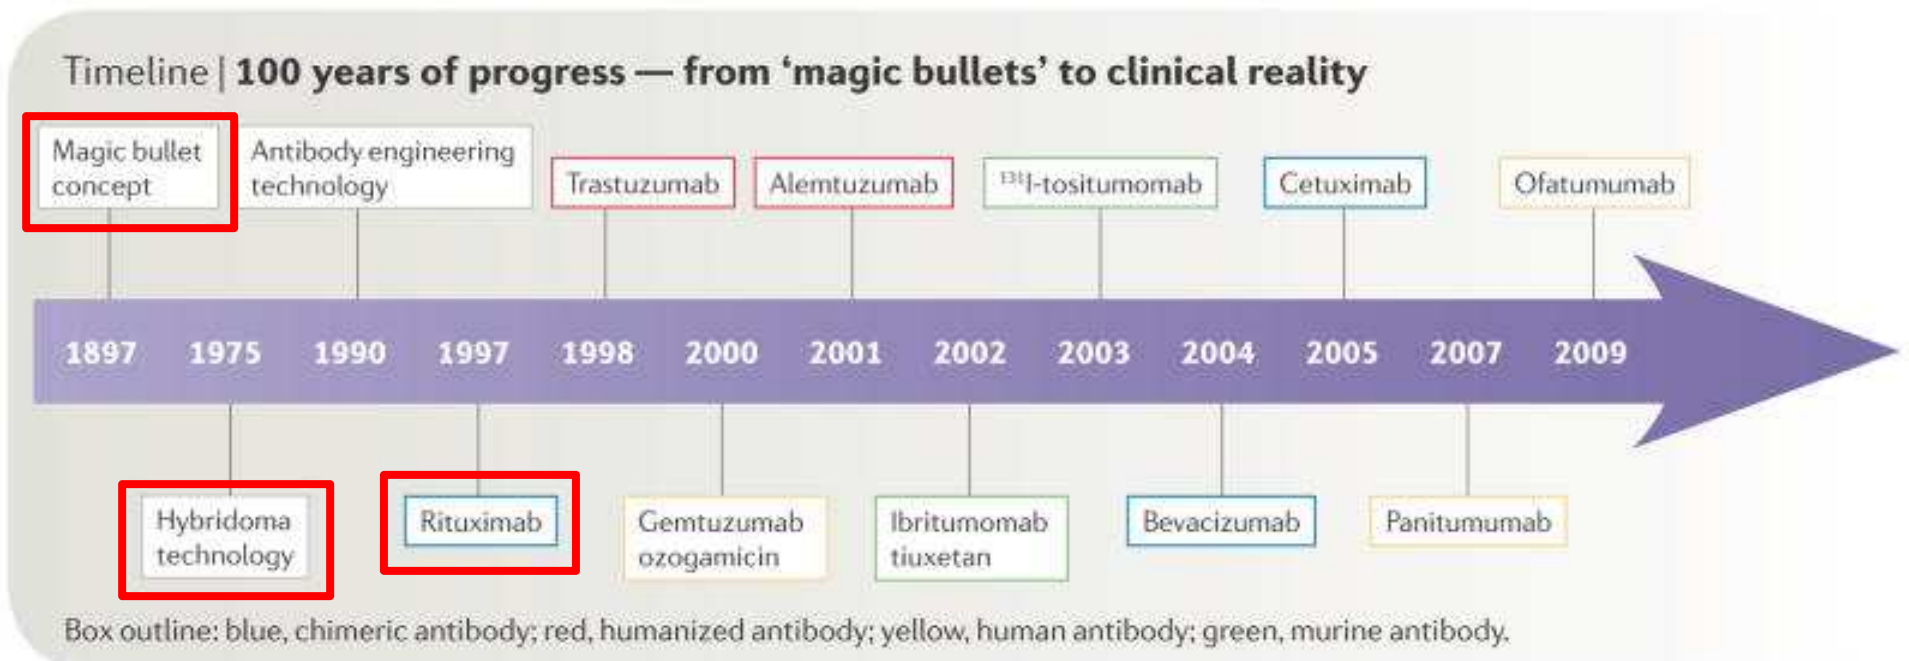 Timeline | 100 years of progress — from ‘magic bullets’ to clinical reality
Magic bullet
concept
Antibody engineering
technology
Trastuzumab
Alemtuzumab
¹³¹I-tositumomab
Cetuximab
Ofatumumab
1897 1975 1990 1997 1998 2000 2001 2002 2003 2004 2005 2007 2009
Hybridoma
technology
Rituximab
Gemtuzumab
ozogamicin
Ibritumomab
tiuxetan
Bevacizumab
Panitumumab
Box outline: blue, chimeric antibody; red, humanized antibody; yellow, human antibody; green, murine antibody.